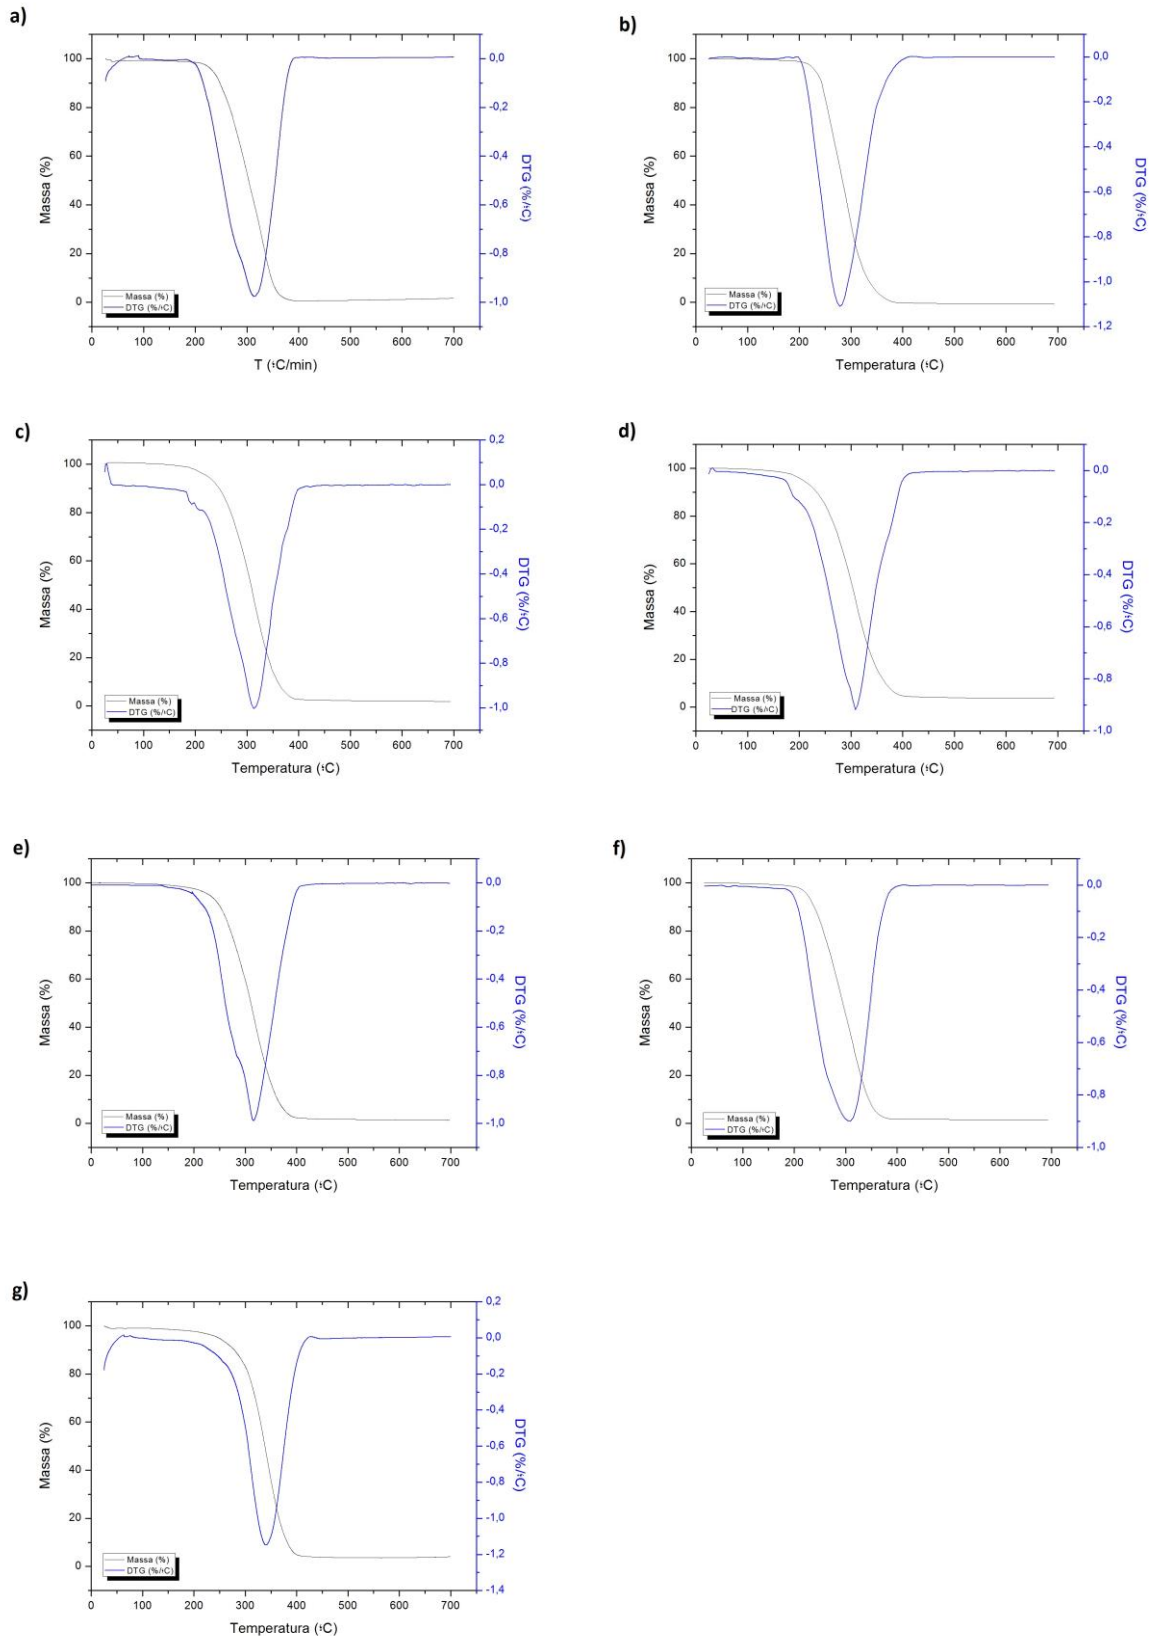 a)
100
80
60
40
20
0
Massa (%)
0,0
-0,2
-0,4
-0,6
-0,8
-1,0
DTG (%/°C)
Massa (%)
DTG (%/°C)
0 100 200 300 400 500 600 700
T (°C/min)
b)
100
80
60
40
20
0
Massa (%)
0,0
-0,2
-0,4
-0,6
-0,8
-1,0
-1,2
DTG (%/°C)
Massa (%)
DTG (%/°C)
0 100 200 300 400 500 600 700
Temperatura (°C)
c)
100
80
60
40
20
0
Massa (%)
0,2
0,0
-0,2
-0,4
-0,6
-0,8
-1,0
DTG (%/°C)
Massa (%)
DTG (%/°C)
0 100 200 300 400 500 600 700
Temperatura (°C)
d)
100
80
60
40
20
0
Massa (%)
0,0
-0,2
-0,4
-0,6
-0,8
-1,0
DTG (%/°C)
Massa (%)
DTG (%/°C)
0 100 200 300 400 500 600 700
Temperatura (°C)
e)
100
80
60
40
20
0
Massa (%)
0,0
-0,2
-0,4
-0,6
-0,8
-1,0
DTG (%/°C)
Massa (%)
DTG (%/°C)
0 100 200 300 400 500 600 700
Temperatura (°C)
f)
100
80
60
40
20
0
Massa (%)
0,0
-0,2
-0,4
-0,6
-0,8
-1,0
DTG (%/°C)
Massa (%)
DTG (%/°C)
0 100 200 300 400 500 600 700
Temperatura (°C)
g)
100
80
60
40
20
0
Massa (%)
0,2
0,0
-0,2
-0,4
-0,6
-0,8
-1,0
-1,2
-1,4
DTG (%/°C)
Massa (%)
DTG (%/°C)
0 100 200 300 400 500 600 700
Temperatura (°C)